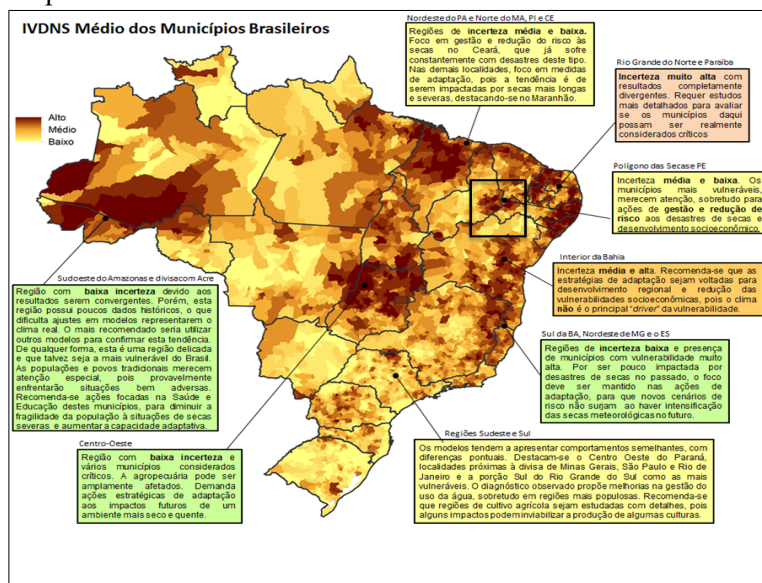 IVDNS Médio dos Municípios Brasileiros
Alto
Médio
Baixo
Nordeste do PA e Norte do MA, PI e CE
Regiões de incerteza média e baixa.
Foco em gestão e redução do risco às
secas no Ceará, que já sofre
constantemente com desastres deste tipo.
Nas demais localidades, foco em medidas
de adaptação, pois a tendência é de
serem impactadas por secas mais longas
e severas, destacando-se no Maranhão.
Rio Grande do Norte e Paraíba
Incerteza muito alta com
resultados completamente
divergentes. Requer estudos
mais detalhados para avaliar
se os municípios daqui
possam ser realmente
considerados críticos
Polígono das Secas e PE
Incerteza média e baixa. Os
municípios mais vulneráveis,
merecem atenção, sobretudo para
ações de gestão e redução de
risco aos desastres de secas e
desenvolvimento socioeconômico.
Interior da Bahia
Incerteza média e alta. Recomenda-se que as
estratégias de adaptação sejam voltadas para
desenvolvimento regional e redução das
vulnerabilidades socioeconômicas, pois o clima
não é o principal "driver" da vulnerabilidade.
Sul da BA, Nordeste de MG e o ES
Regiões de incerteza baixa e presença
de municípios com vulnerabilidade muito
alta. Por ser pouco impactada por
desastres de secas no passado, o foco
deve ser mantido nas ações de
adaptação, para que novos cenários de
risco não surjam ao haver intensificação
das secas meteorológicas no futuro.
Sudoeste do Amazonas e divisa com Acre
Região com baixa incerteza devido aos
resultados serem convergentes. Porém, esta
região possui poucos dados históricos, o que
dificulta ajustes em modelos representarem o
clima real. O mais recomendado seria utilizar
outros modelos para confirmar esta tendência.
De qualquer forma, esta é uma região delicada
e que talvez seja a mais vulnerável do Brasil.
As populações e povos tradicionais merecem
atenção especial, pois provavelmente
enfrentarão situações bem adversas.
Recomenda-se ações focadas na Saúde e
Educação destes municípios, para diminuir a
fragilidade da população à situações de secas
severas e aumentar a capacidade adaptativa.
Centro-Oeste
Região com baixa incerteza e
vários municípios considerados
críticos. A agropecuária pode ser
amplamente afetados. Demanda
ações estratégicas de adaptação
aos impactos futuros de um
ambiente mais seco e quente.
Regiões Sudeste e Sul
Os modelos tendem a apresentar comportamentos semelhantes, com
diferenças pontuais. Destacam-se o Centro Oeste do Paraná,
localidades próximas à divisa de Minas Gerais, São Paulo e Rio de
Janeiro e a porção Sul do Rio Grande do Sul como as mais
vulneráveis. O diagnóstico observado propõe melhorias na gestão do
uso da água, sobretudo em regiões mais populosas. Recomenda-se
que regiões de cultivo agrícola sejam estudadas com detalhes, pois
alguns impactos podem inviabilizar a produção de algumas culturas.